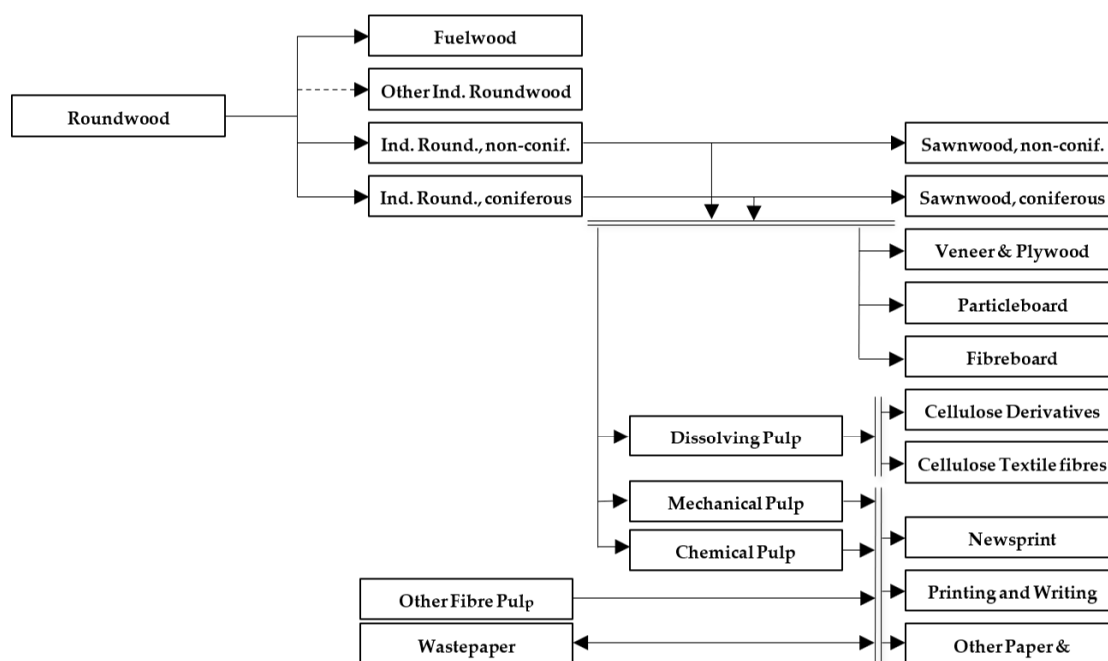 Fuelwood
Other Ind. Roundwood
Roundwood
Ind. Round., non-conif.
Sawnwood, non-conif.
Ind. Round., coniferous
Sawnwood, coniferous
Veneer & Plywood
Particleboard
Fibreboard
Cellulose Derivatives
Dissolving Pulp
Cellulose Textile fibres
Mechanical Pulp
Newsprint
Chemical Pulp
Other Fibre Pulp
Printing and Writing
Wastepaper
Other Paper &